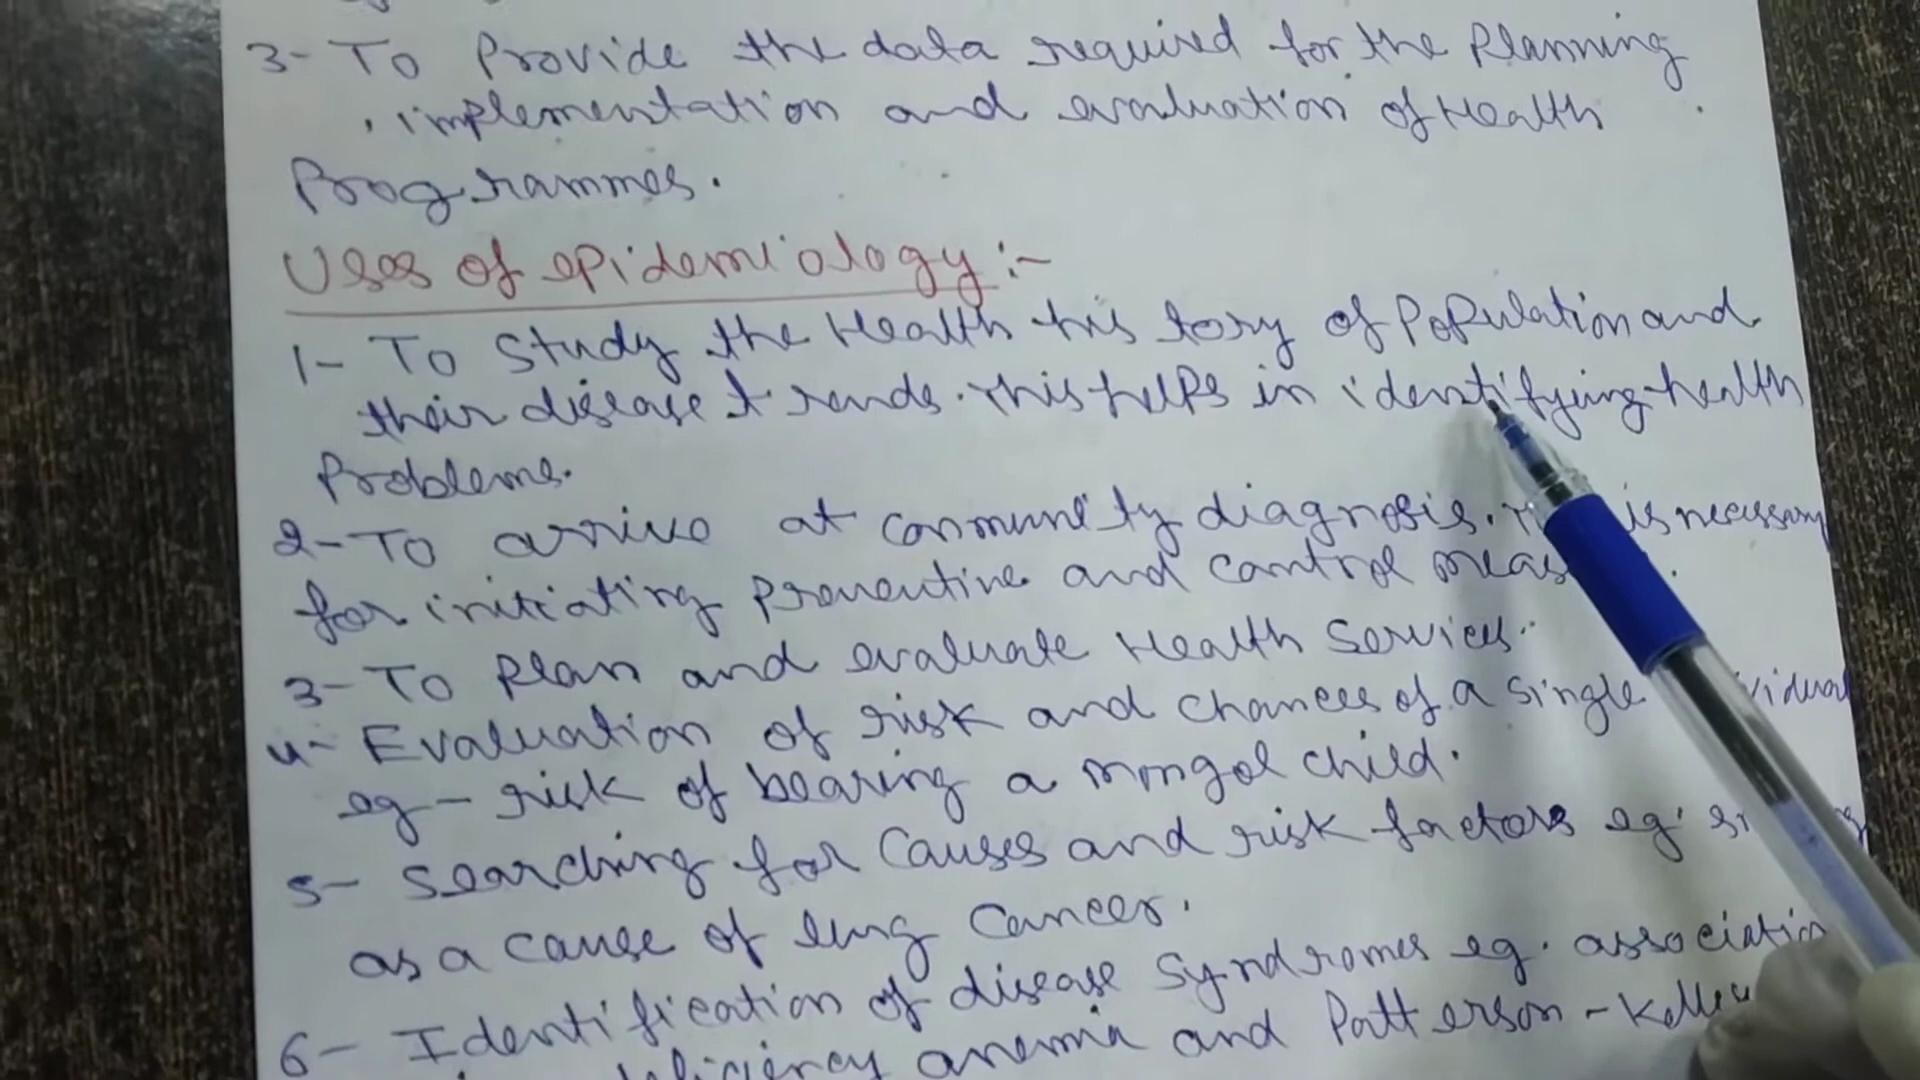 3- To Provide the data required for the Planning
, implementation and evaluation of Health
Programmes.
Uses of epidemiology :-
1- To Study the Health history of Population and
their disease trends. This helps in identifying health
Problems.
2- To arrive at community diagnosis. is necessary
for initiating preventive and control
3- To Plan and evaluate Health Services.
4- Evaluation of risk and chances of a single
eg - risk of bearing a mongol child.
5- Searching for Causes and risk factors eg.
as a cause of lung Cancer.
6- Identification of disease Syndromes eg. association
deficiency anemia and Patterson-